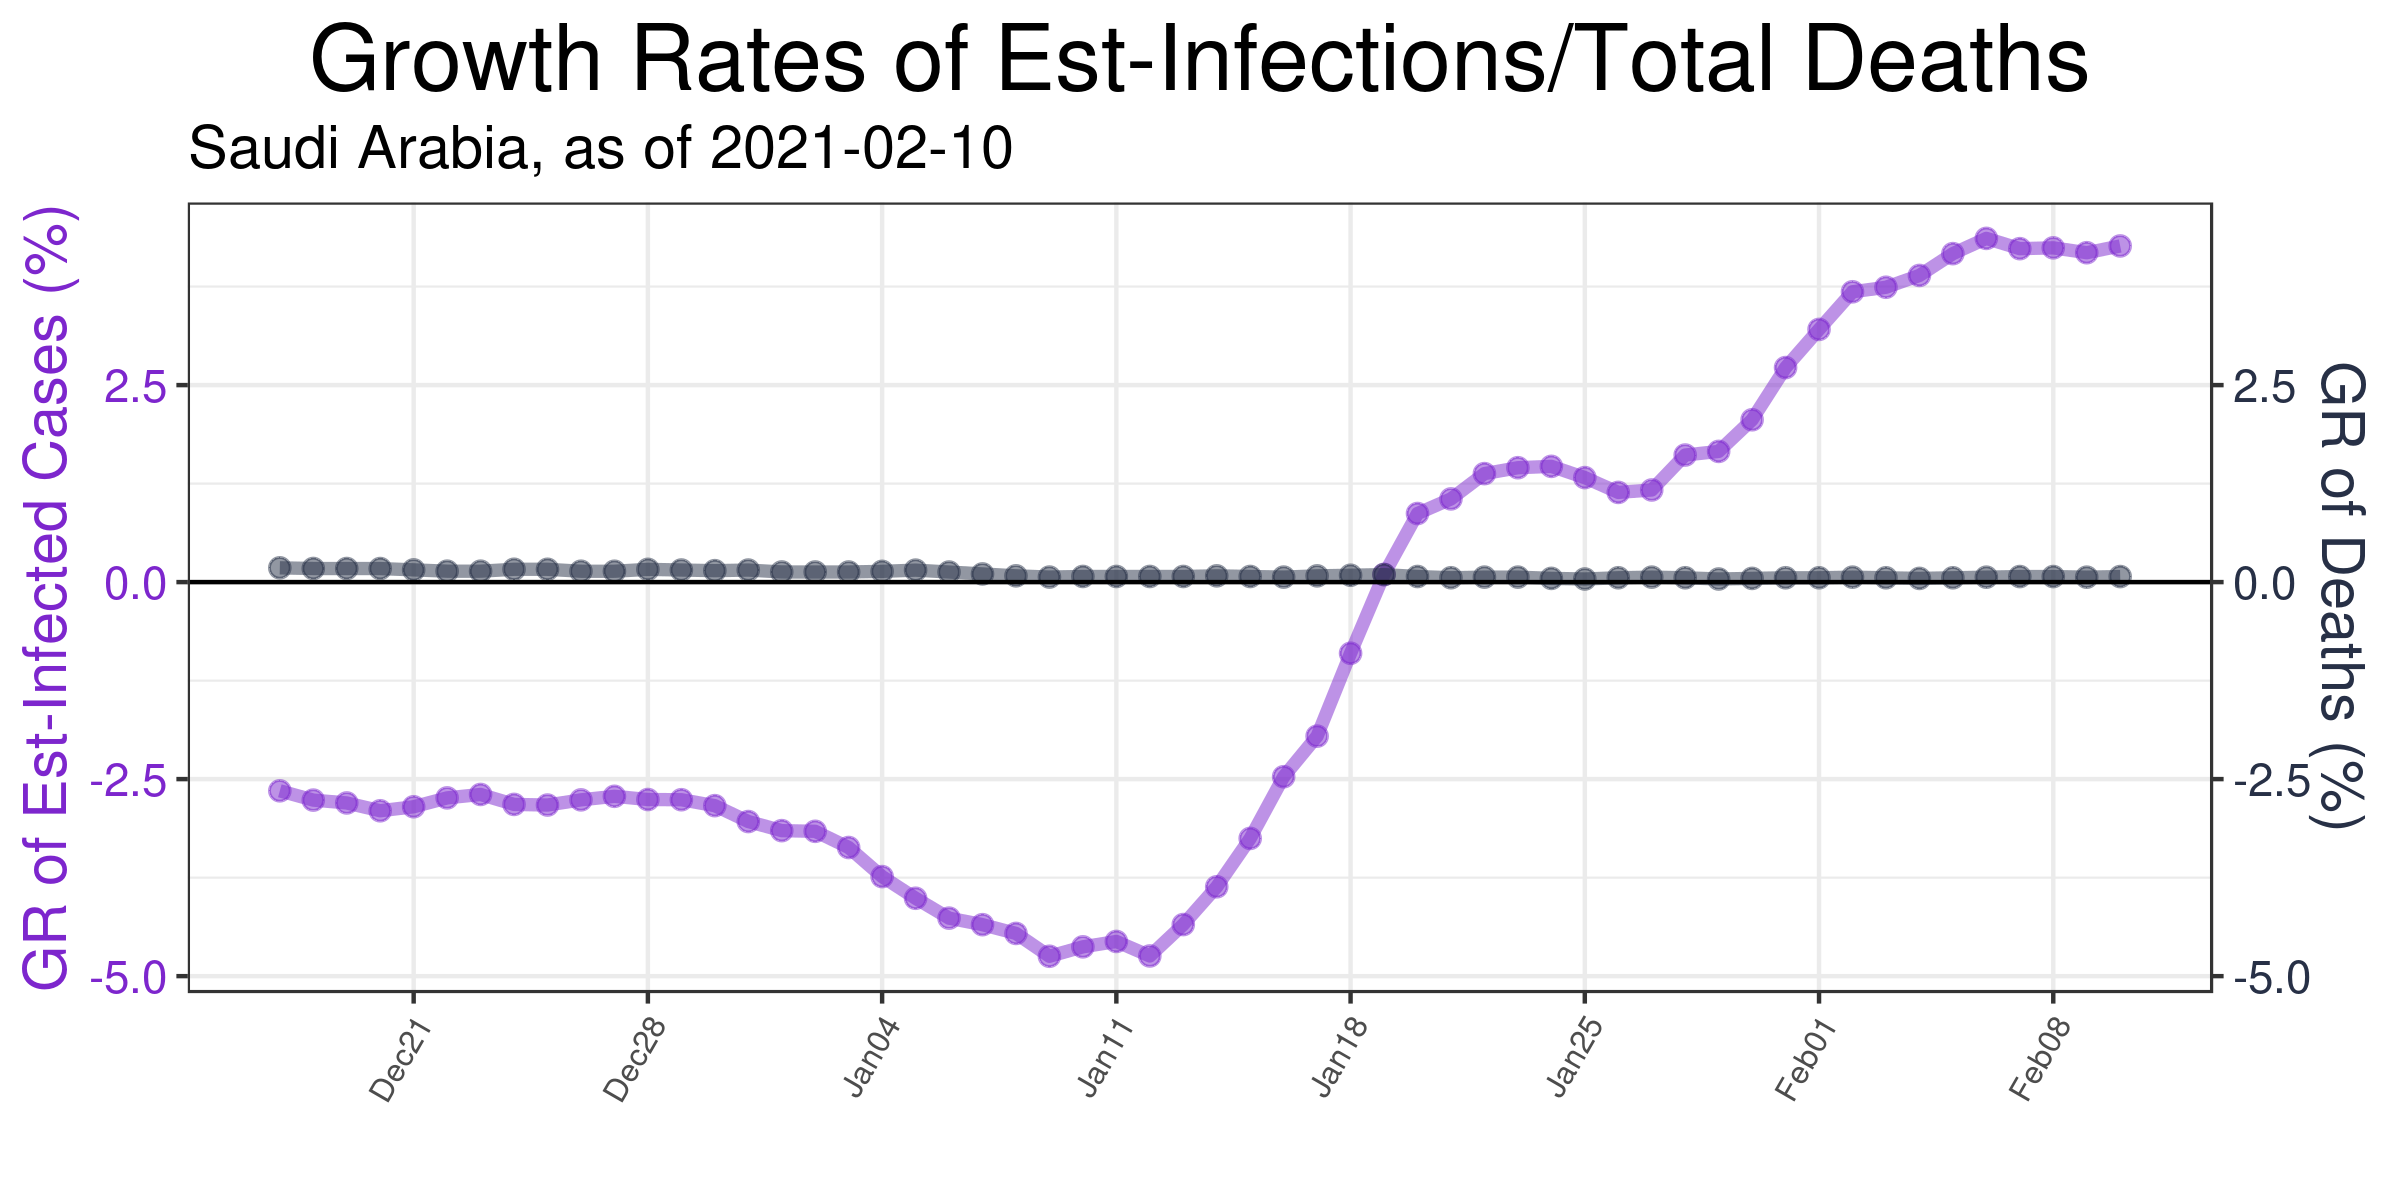 Growth Rates of Est-Infections/Total Deaths
Saudi Arabia, as of 2021-02-10
GR of Est-Infected Cases (%)
2.5
0.0
-2.5
-5.0
2.5
0.0
-2.5
-5.0
GR of Deaths (%)
Dec21
Dec28
Jan04
Jan11
Jan18
Jan25
Feb01
Feb08